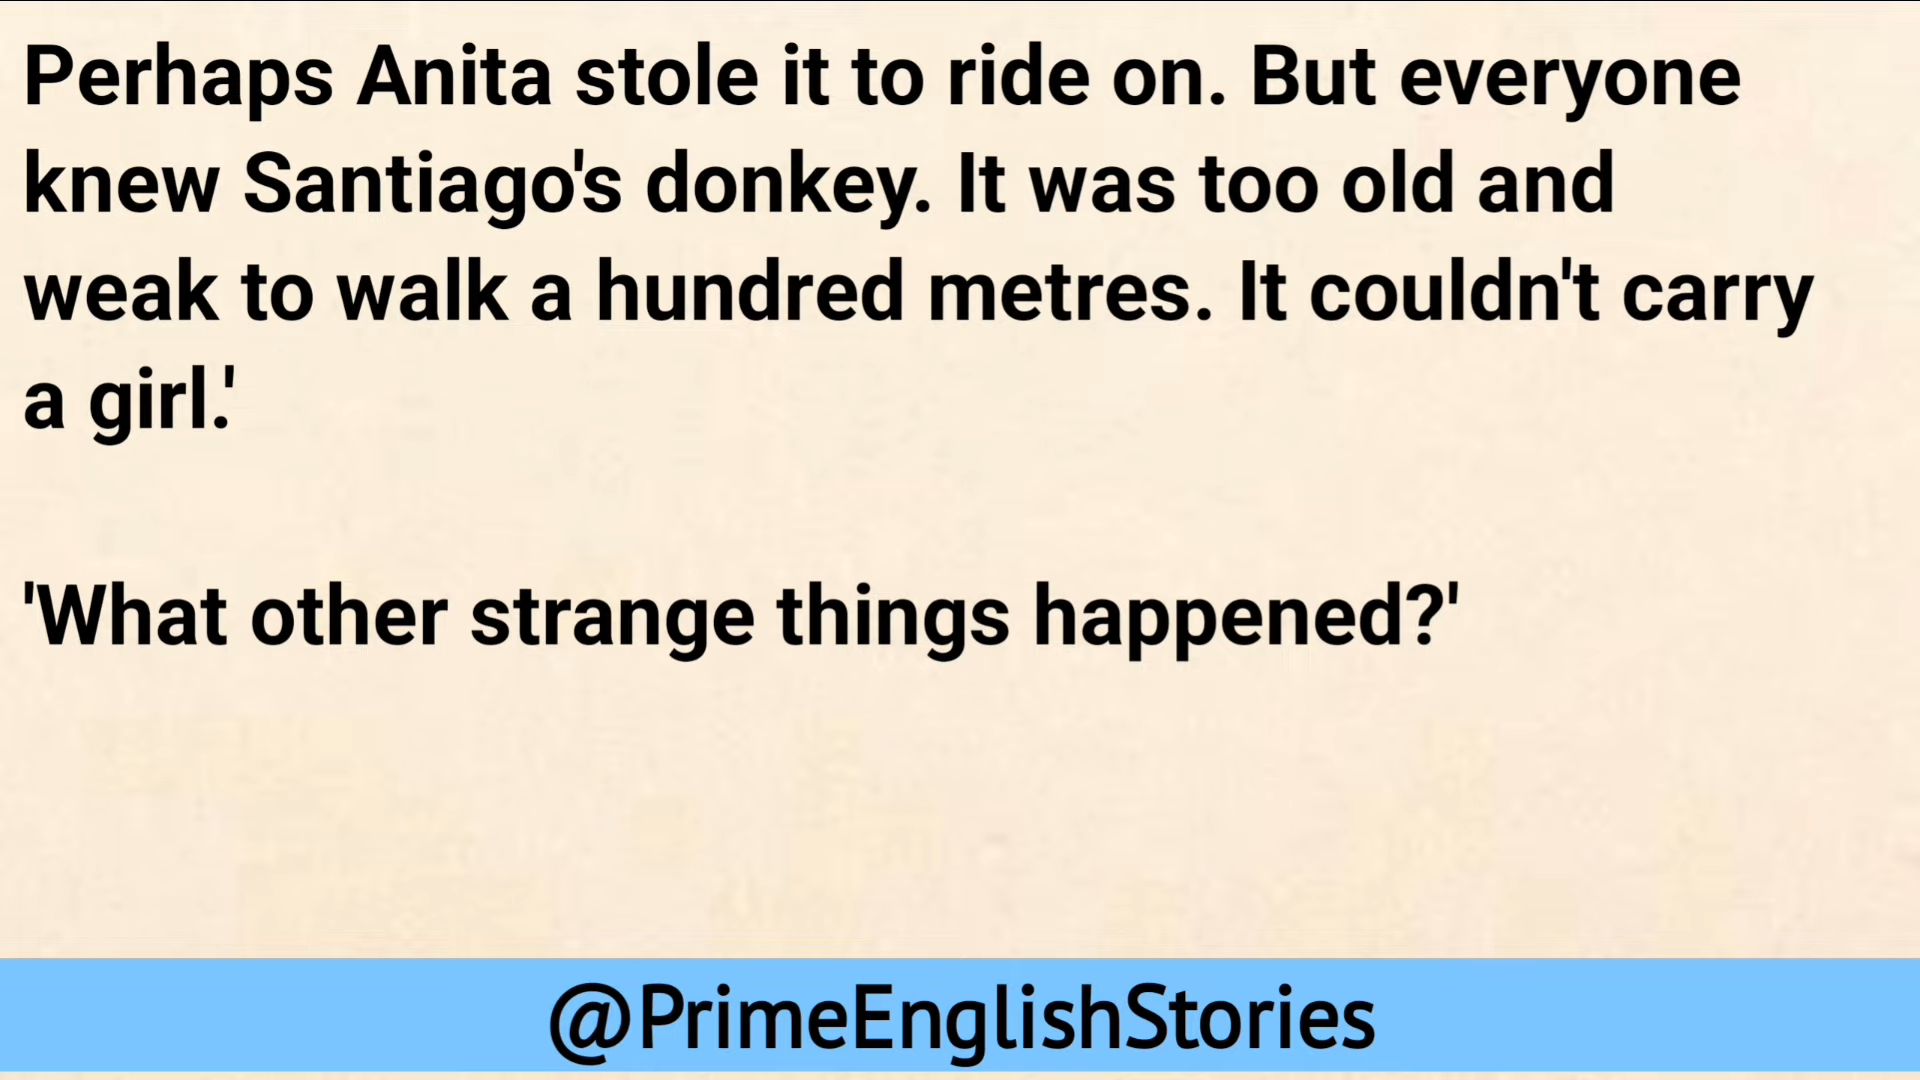 Perhaps Anita stole it to ride on. But everyone
knew Santiago's donkey. It was too old and
weak to walk a hundred metres. It couldn't carry
a girl.'
'What other strange things happened?'
@PrimeEnglishStories